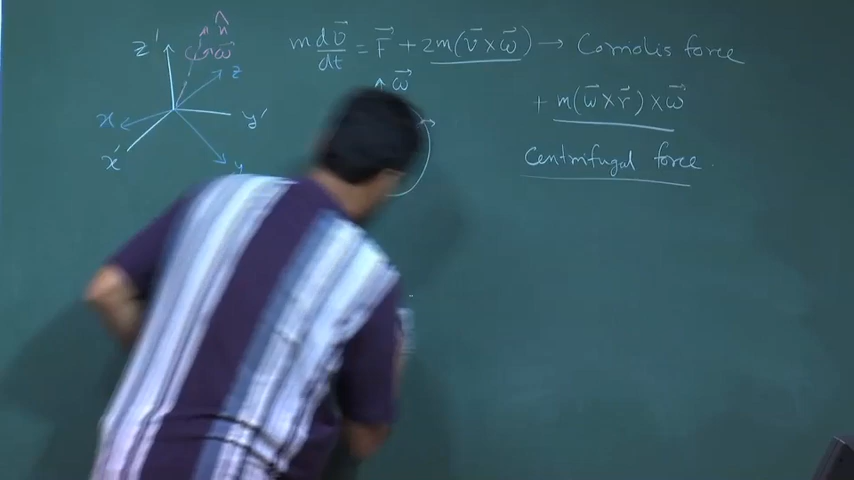 z' n̂ ω⃗ z
x y'
x' y
m dv⃗/dt = F⃗ + 2m(v⃗ × ω⃗) → Coriolis force
ω⃗
+ m(ω⃗ × r⃗) × ω⃗
Centrifugal force